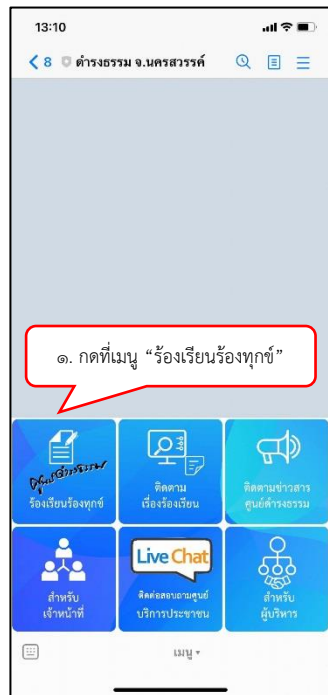 13:10
8 ดำรงธรรม จ.นครสวรรค์
๑. กดที่เมนู “ร้องเรียนร้องทุกข์”
ศูนย์ดำรงธรรม
ร้องเรียนร้องทุกข์
ติดตาม
เรื่องร้องเรียน
ติดตามข่าวสาร
ศูนย์ดำรงธรรม
สำหรับ
เจ้าหน้าที่
Live Chat
ติดต่อสอบถามศูนย์
บริการประชาชน
สำหรับ
ผู้บริหาร
เมนู